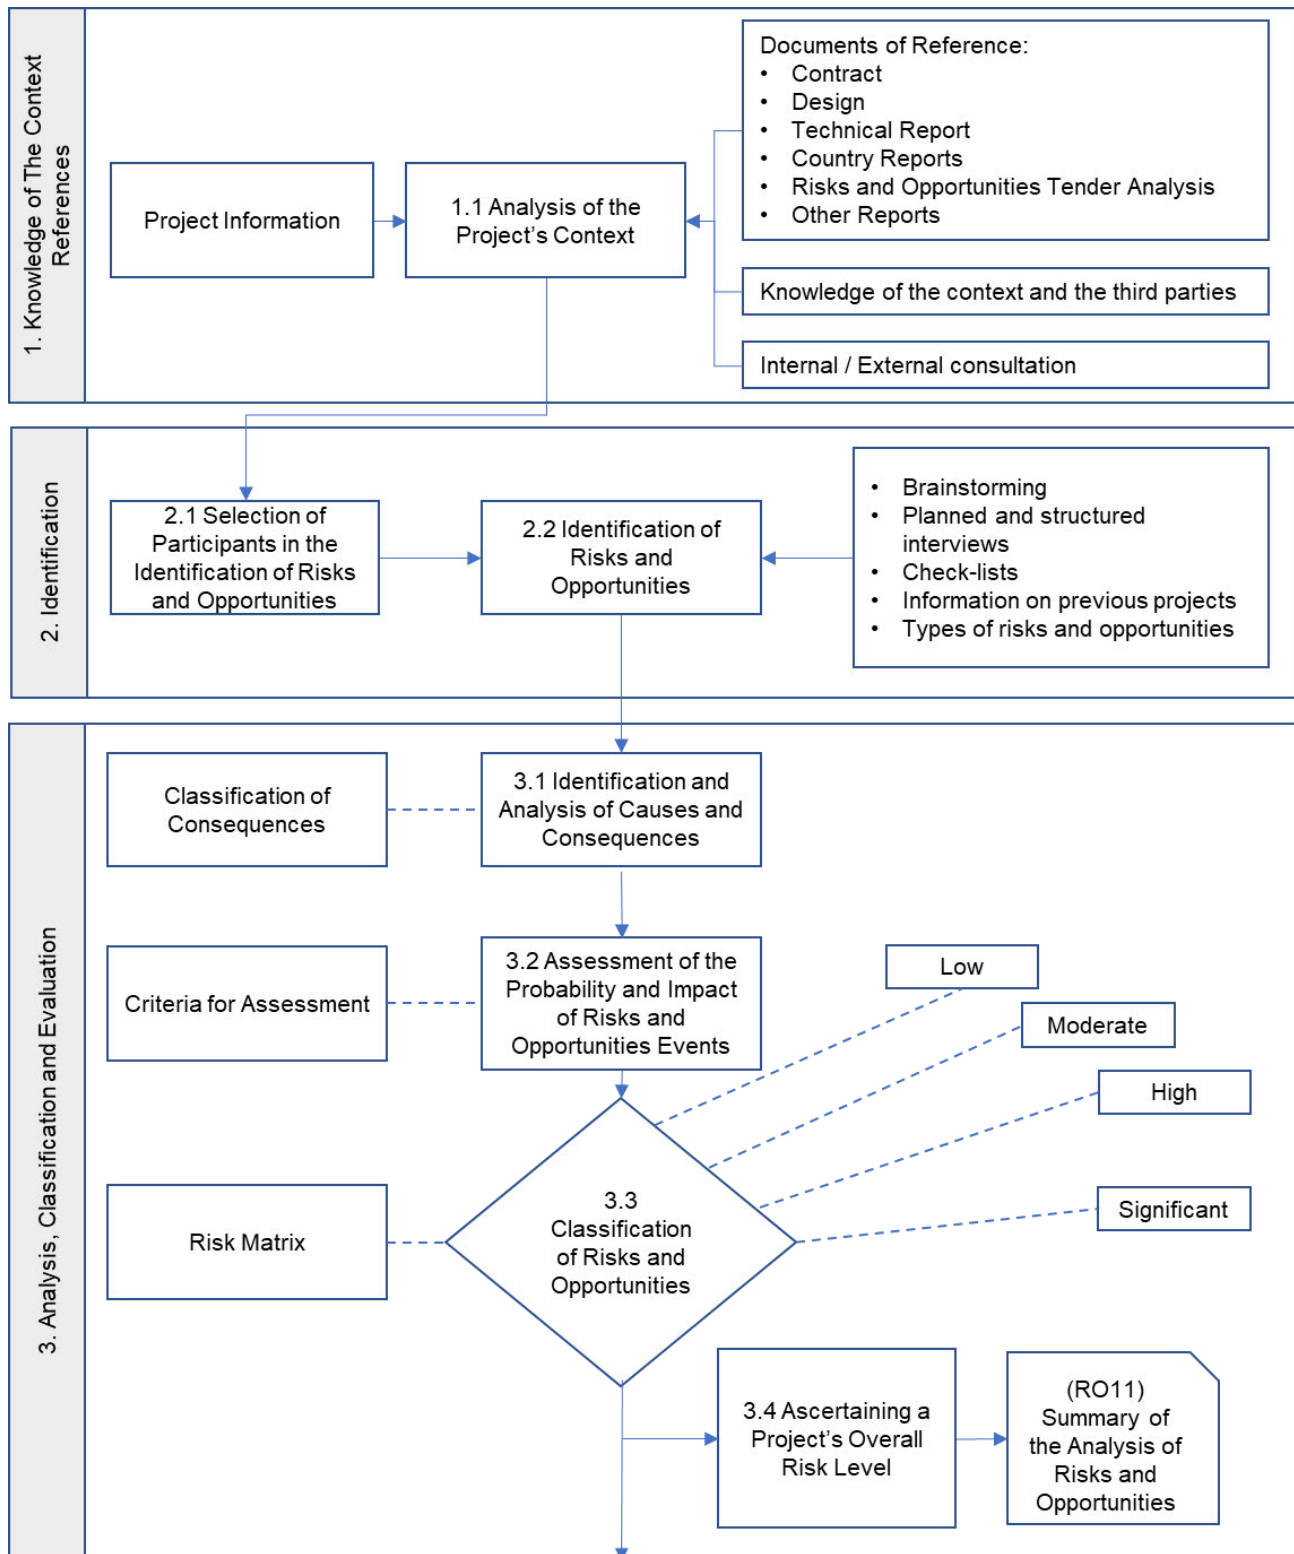 1. Knowledge of The Context
References
Project Information
1.1 Analysis of the
Project's Context
Documents of Reference:
• Contract
• Design
• Technical Report
• Country Reports
• Risks and Opportunities Tender Analysis
• Other Reports
Knowledge of the context and the third parties
Internal / External consultation
2. Identification
2.1 Selection of
Participants in the
Identification of Risks
and Opportunities
2.2 Identification of
Risks and
Opportunities
• Brainstorming
• Planned and structured
interviews
• Check-lists
• Information on previous projects
• Types of risks and opportunities
3. Analysis, Classification and Evaluation
Classification of
Consequences
3.1 Identification and
Analysis of Causes and
Consequences
Criteria for Assessment
3.2 Assessment of the
Probability and Impact
of Risks and
Opportunities Events
Low
Moderate
High
Significant
Risk Matrix
3.3
Classification
of Risks and
Opportunities
3.4 Ascertaining a
Project's Overall
Risk Level
(RO11)
Summary of
the Analysis of
Risks and
Opportunities